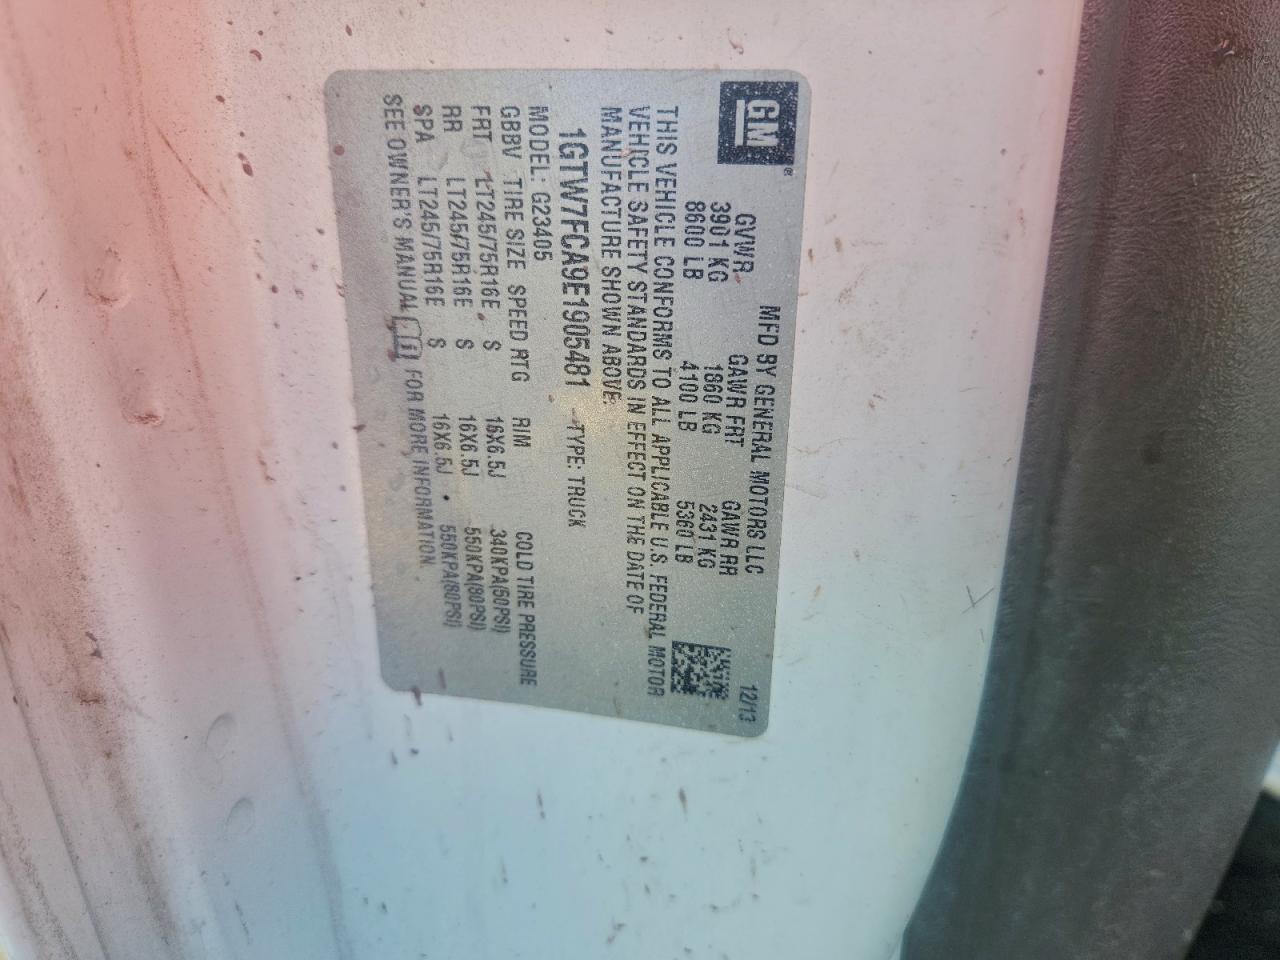 GM
MFD BY GENERAL MOTORS LLC 12/13
GVWR GAWR FRT GAWR RR
3901 KG 1860 KG 2431 KG
8600 LB 4100 LB 5360 LB
THIS VEHICLE CONFORMS TO ALL APPLICABLE U.S. FEDERAL MOTOR
VEHICLE SAFETY STANDARDS IN EFFECT ON THE DATE OF
MANUFACTURE SHOWN ABOVE.
1GTW7FCA9E1905481 TYPE: TRUCK
MODEL: G23405
GBBV TIRE SIZE SPEED RTG RIM COLD TIRE PRESSURE
FRT LT245/75R16E S 16X6.5J 340KPA(50PSI)
RR LT245/75R16E S 16X6.5J 550KPA(80PSI)
SPA LT245/75R16E S 16X6.5J 550KPA(80PSI)
SEE OWNER'S MANUAL FOR MORE INFORMATION